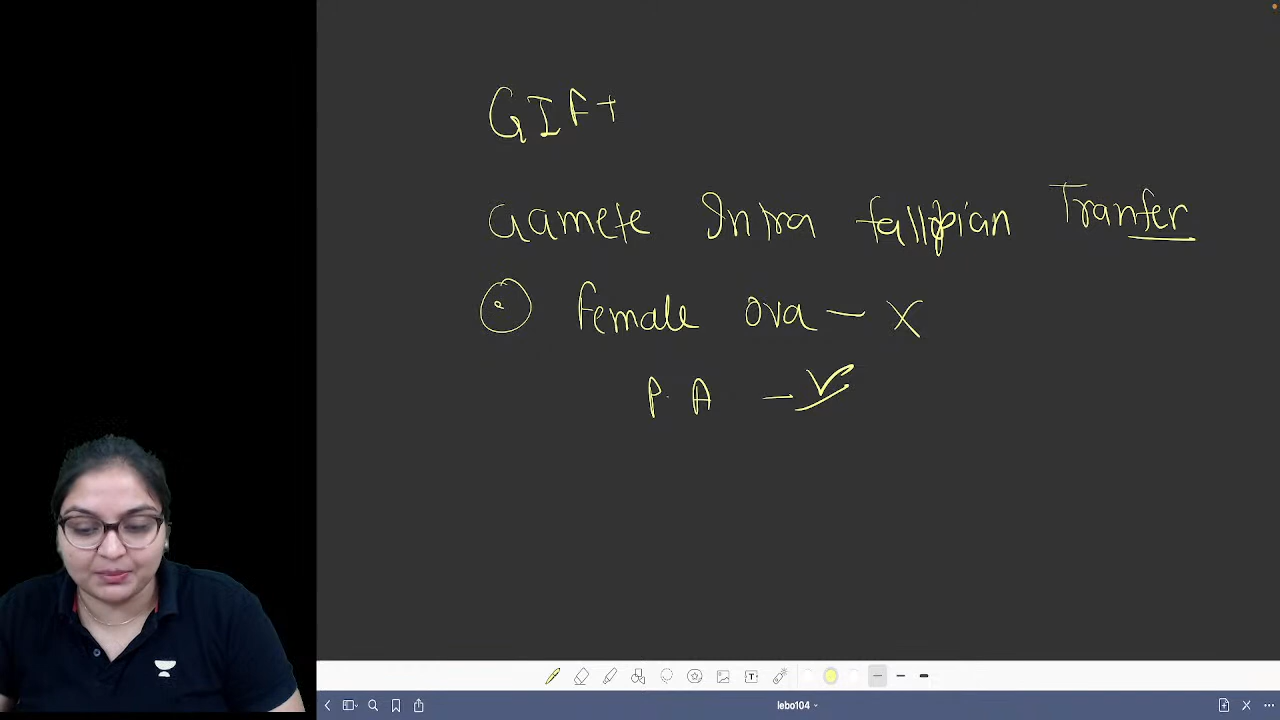 GIFT
Gamete Intra fallopian Tranfer
female ova - X
P. A -
lebo104